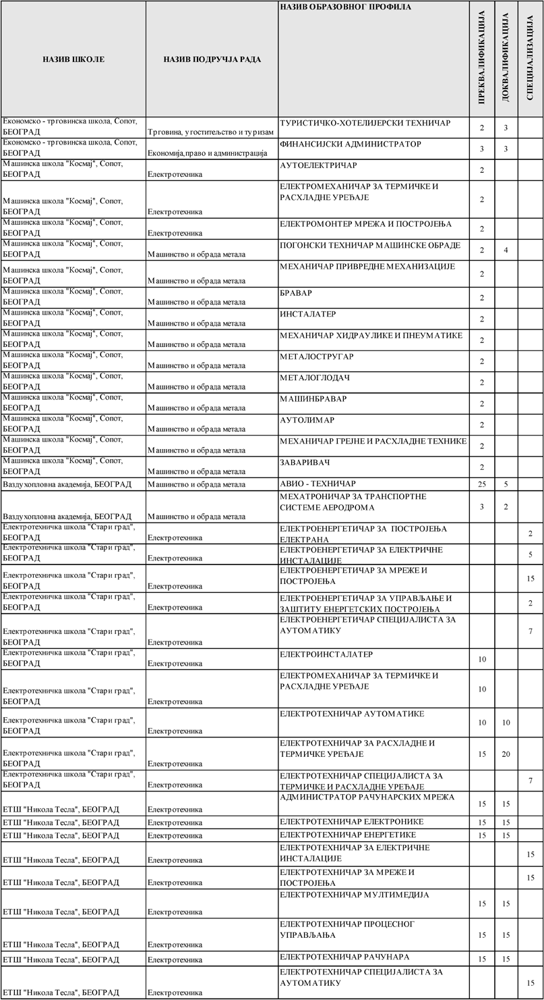 НАЗИВ ШКОЛЕ
НАЗИВ ПОДРУЧЈА РАДА
НАЗИВ ОБРАЗОВНОГ ПРОФИЛА
ПРЕКВАЛИФИКАЦИЈА
ДОКВАЛИФИКАЦИЈА
СПЕЦИЈАЛИЗАЦИЈА
Економско - трговинска школа, Сопот,
БЕОГРАД
Трговина, угоститељство и туризам
ТУРИСТИЧКО-ХОТЕЛИЈЕРСКИ ТЕХНИЧАР
2 3
Економско - трговинска школа, Сопот,
БЕОГРАД
Економија,право и администрација
ФИНАНСИЈСКИ АДМИНИСТРАТОР
3 3
Машинска школа "Космај", Сопот,
БЕОГРАД
Електротехника
АУТОЕЛЕКТРИЧАР
2
Машинска школа "Космај", Сопот,
БЕОГРАД
Електротехника
ЕЛЕКТРОМЕХАНИЧАР ЗА ТЕРМИЧКЕ И
РАСХЛАДНЕ УРЕЂАЈЕ
2
Машинска школа "Космај", Сопот,
БЕОГРАД
Електротехника
ЕЛЕКТРОМОНТЕР МРЕЖА И ПОСТРОЈЕЊА
2
Машинска школа "Космај", Сопот,
БЕОГРАД
Машинство и обрада метала
ПОГОНСКИ ТЕХНИЧАР МАШИНСКЕ ОБРАДЕ
2 4
Машинска школа "Космај", Сопот,
БЕОГРАД
Машинство и обрада метала
МЕХАНИЧАР ПРИВРЕДНЕ МЕХАНИЗАЦИЈЕ
2
Машинска школа "Космај", Сопот,
БЕОГРАД
Машинство и обрада метала
БРАВАР
2
Машинска школа "Космај", Сопот,
БЕОГРАД
Машинство и обрада метала
ИНСТАЛАТЕР
2
Машинска школа "Космај", Сопот,
БЕОГРАД
Машинство и обрада метала
МЕХАНИЧАР ХИДРАУЛИКЕ И ПНЕУМАТИКЕ
2
Машинска школа "Космај", Сопот,
БЕОГРАД
Машинство и обрада метала
МЕТАЛОСТРУГАР
2
Машинска школа "Космај", Сопот,
БЕОГРАД
Машинство и обрада метала
МЕТАЛОГЛОДАЧ
2
Машинска школа "Космај", Сопот,
БЕОГРАД
Машинство и обрада метала
МАШИНБРАВАР
2
Машинска школа "Космај", Сопот,
БЕОГРАД
Машинство и обрада метала
АУТОЛИМАР
2
Машинска школа "Космај", Сопот,
БЕОГРАД
Машинство и обрада метала
МЕХАНИЧАР ГРЕЈНЕ И РАСХЛАДНЕ ТЕХНИКЕ
2
Машинска школа "Космај", Сопот,
БЕОГРАД
Машинство и обрада метала
ЗАВАРИВАЧ
2
Ваздухопловна академија, БЕОГРАД
Машинство и обрада метала
АВИО - ТЕХНИЧАР
25 5
Ваздухопловна академија, БЕОГРАД
Машинство и обрада метала
МЕХАТРОНИЧАР ЗА ТРАНСПОРТНЕ
СИСТЕМЕ АЕРОДРОМА
3 2
Електротехничка школа "Стари град",
БЕОГРАД
Електротехника
ЕЛЕКТРОЕНЕРГЕТИЧАР ЗА ПОСТРОЈЕЊА
ЕЛЕКТРАНА
2
Електротехничка школа "Стари град",
БЕОГРАД
Електротехника
ЕЛЕКТРОЕНЕРГЕТИЧАР ЗА ЕЛЕКТРИЧНЕ
ИНСТАЛАЦИЈЕ
5
Електротехничка школа "Стари град",
БЕОГРАД
Електротехника
ЕЛЕКТРОЕНЕРГЕТИЧАР ЗА МРЕЖЕ И
ПОСТРОЈЕЊА
15
Електротехничка школа "Стари град",
БЕОГРАД
Електротехника
ЕЛЕКТРОЕНЕРГЕТИЧАР ЗА УПРАВЉАЊЕ И
ЗАШТИТУ ЕНЕРГЕТСКИХ ПОСТРОЈЕЊА
2
Електротехничка школа "Стари град",
БЕОГРАД
Електротехника
ЕЛЕКТРОЕНЕРГЕТИЧАР СПЕЦИЈАЛИСТА ЗА
АУТОМАТИКУ
7
Електротехничка школа "Стари град",
БЕОГРАД
Електротехника
ЕЛЕКТРОИНСТАЛАТЕР
10
Електротехничка школа "Стари град",
БЕОГРАД
Електротехника
ЕЛЕКТРОМЕХАНИЧАР ЗА ТЕРМИЧКЕ И
РАСХЛАДНЕ УРЕЂАЈЕ
10
Електротехничка школа "Стари град",
БЕОГРАД
Електротехника
ЕЛЕКТРОТЕХНИЧАР АУТОМАТИКЕ
10 10
Електротехничка школа "Стари град",
БЕОГРАД
Електротехника
ЕЛЕКТРОТЕХНИЧАР ЗА РАСХЛАДНЕ И
ТЕРМИЧКЕ УРЕЂАЈЕ
15 20
Електротехничка школа "Стари град",
БЕОГРАД
Електротехника
ЕЛЕКТРОТЕХНИЧАР СПЕЦИЈАЛИСТА ЗА
ТЕРМИЧКЕ И РАСХЛАДНЕ УРЕЂАЈЕ
7
ЕТШ "Никола Тесла", БЕОГРАД
Електротехника
АДМИНИСТРАТОР РАЧУНАРСКИХ МРЕЖА
15 15
ЕТШ "Никола Тесла", БЕОГРАД
Електротехника
ЕЛЕКТРОТЕХНИЧАР ЕЛЕКТРОНИКЕ
15 15
ЕТШ "Никола Тесла", БЕОГРАД
Електротехника
ЕЛЕКТРОТЕХНИЧАР ЕНЕРГЕТИКЕ
15 15
ЕТШ "Никола Тесла", БЕОГРАД
Електротехника
ЕЛЕКТРОТЕХНИЧАР ЗА ЕЛЕКТРИЧНЕ
ИНСТАЛАЦИЈЕ
15
ЕТШ "Никола Тесла", БЕОГРАД
Електротехника
ЕЛЕКТРОТЕХНИЧАР ЗА МРЕЖЕ И
ПОСТРОЈЕЊА
15
ЕТШ "Никола Тесла", БЕОГРАД
Електротехника
ЕЛЕКТРОТЕХНИЧАР МУЛТИМЕДИЈА
15 15
ЕТШ "Никола Тесла", БЕОГРАД
Електротехника
ЕЛЕКТРОТЕХНИЧАР ПРОЦЕСНОГ
УПРАВЉАЊА
15 15
ЕТШ "Никола Тесла", БЕОГРАД
Електротехника
ЕЛЕКТРОТЕХНИЧАР РАЧУНАРА
15 15
ЕТШ "Никола Тесла", БЕОГРАД
Електротехника
ЕЛЕКТРОТЕХНИЧАР СПЕЦИЈАЛИСТА ЗА
АУТОМАТИКУ
15